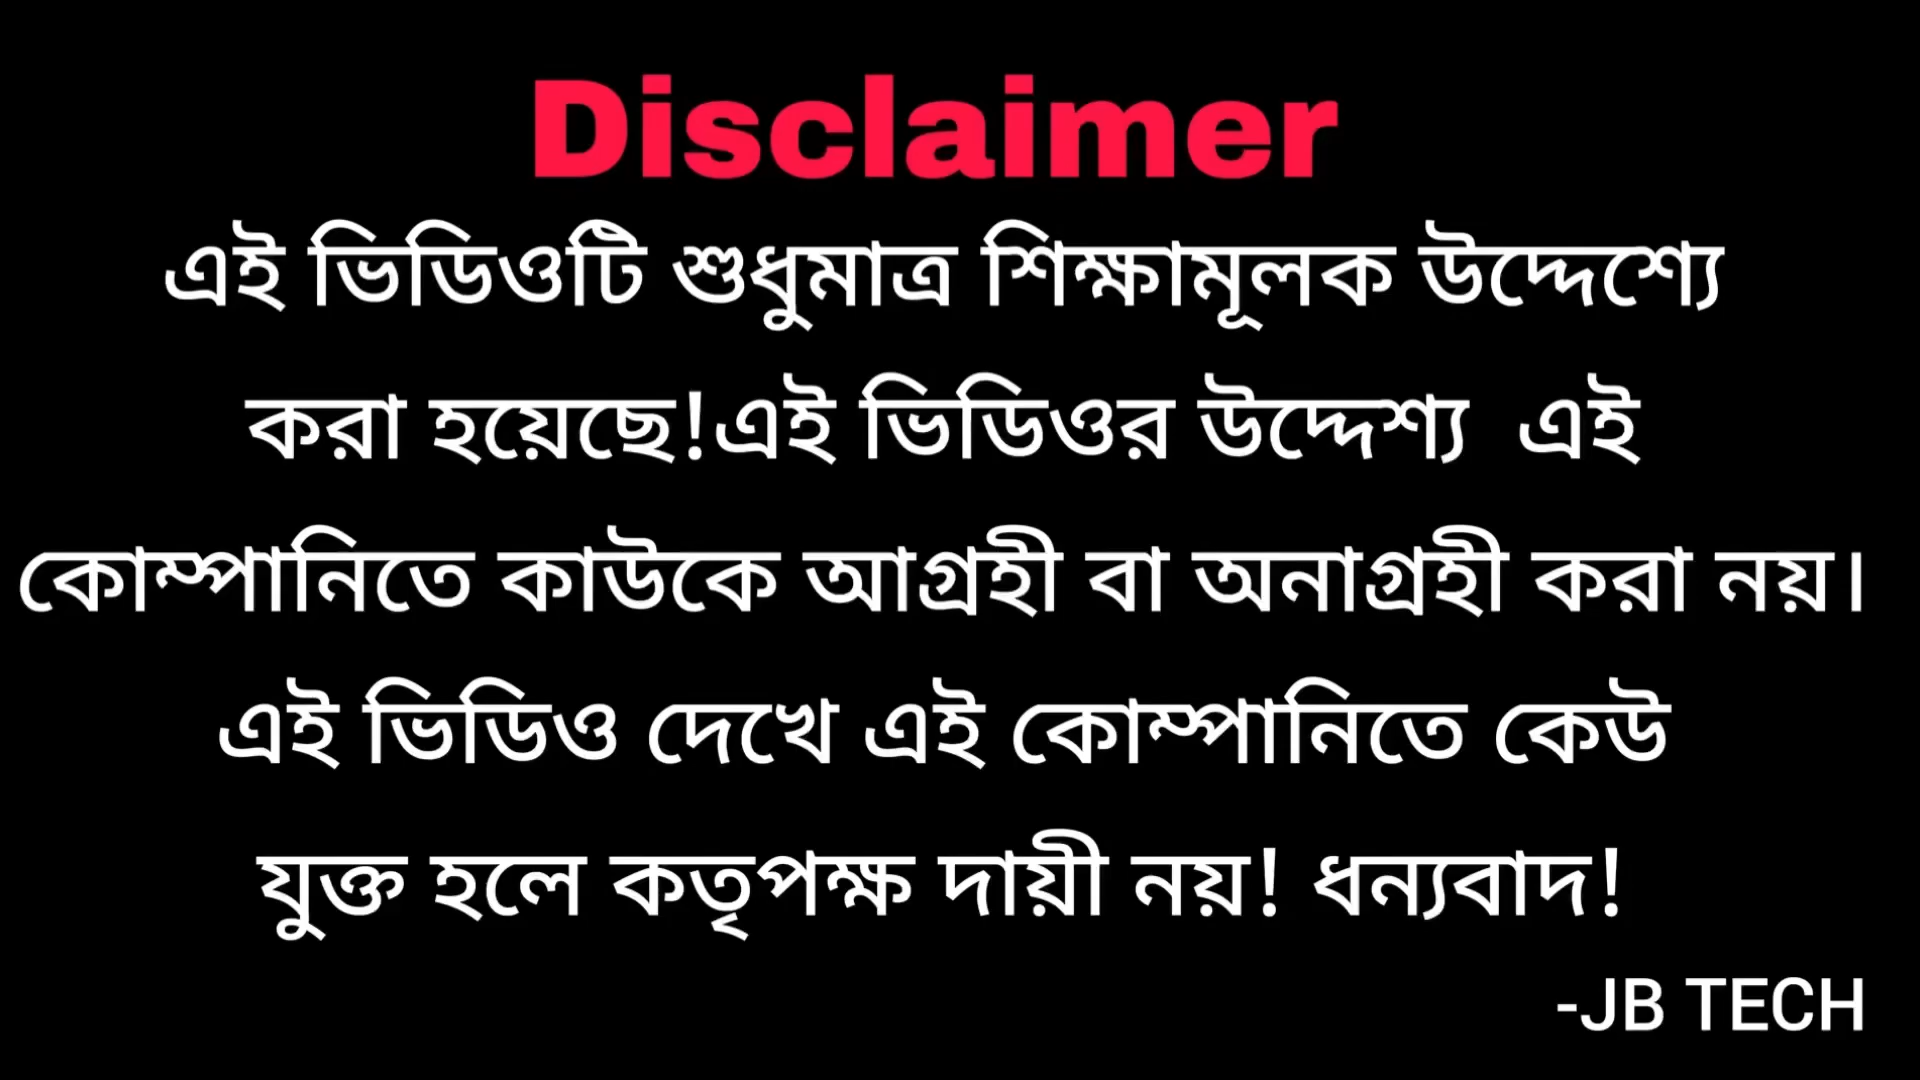 Disclaimer
এই ভিডিওটি শুধুমাত্র শিক্ষামূলক উদ্দেশ্যে
করা হয়েছে!এই ভিডিওর উদ্দেশ্য  এই
কোম্পানিতে কাউকে আগ্রহী বা অনাগ্রহী করা নয়।
এই ভিডিও দেখে এই কোম্পানিতে কেউ
যুক্ত হলে কতৃপক্ষ দায়ী নয়! ধন্যবাদ!
-JB TECH